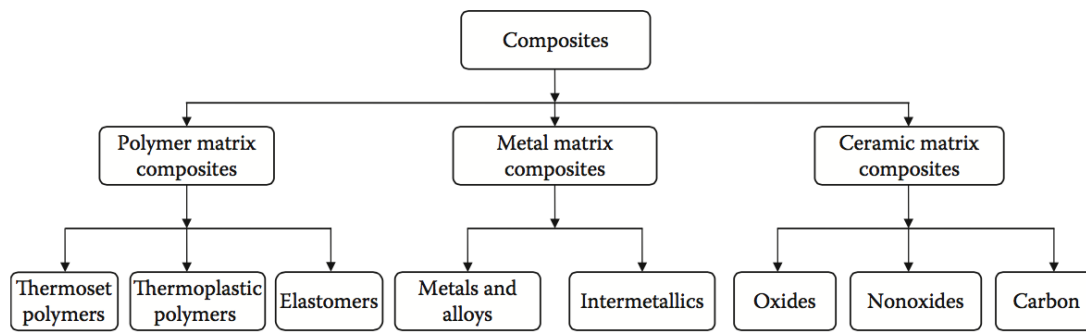 Composites
Polymer matrix
composites
Metal matrix
composites
Ceramic matrix
composites
Thermoset
polymers
Thermoplastic
polymers
Elastomers
Metals and
alloys
Intermetallics
Oxides
Nonoxides
Carbon